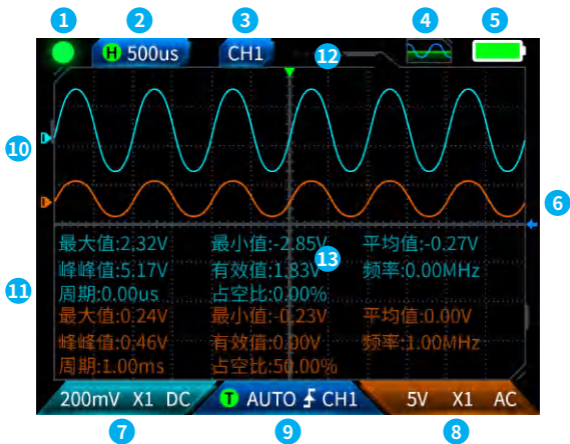 1 2 3 4 5
H 500us CH1
12
10
6
最大值:2.32V 最小值:-2.85V 平均值:-0.27V
13
峰峰值:5.17V 有效值:1.83V 频率:0.00MHz
11
周期:0.00us 占空比:0.00%
最大值:0.24V 最小值:-0.23V 平均值:0.00V
峰峰值:0.46V 有效值:0.00V 频率:1.00MHz
周期:1.00ms 占空比:50.00%
200mV X1 DC T AUTO CH1 5V X1 AC
7 9 8